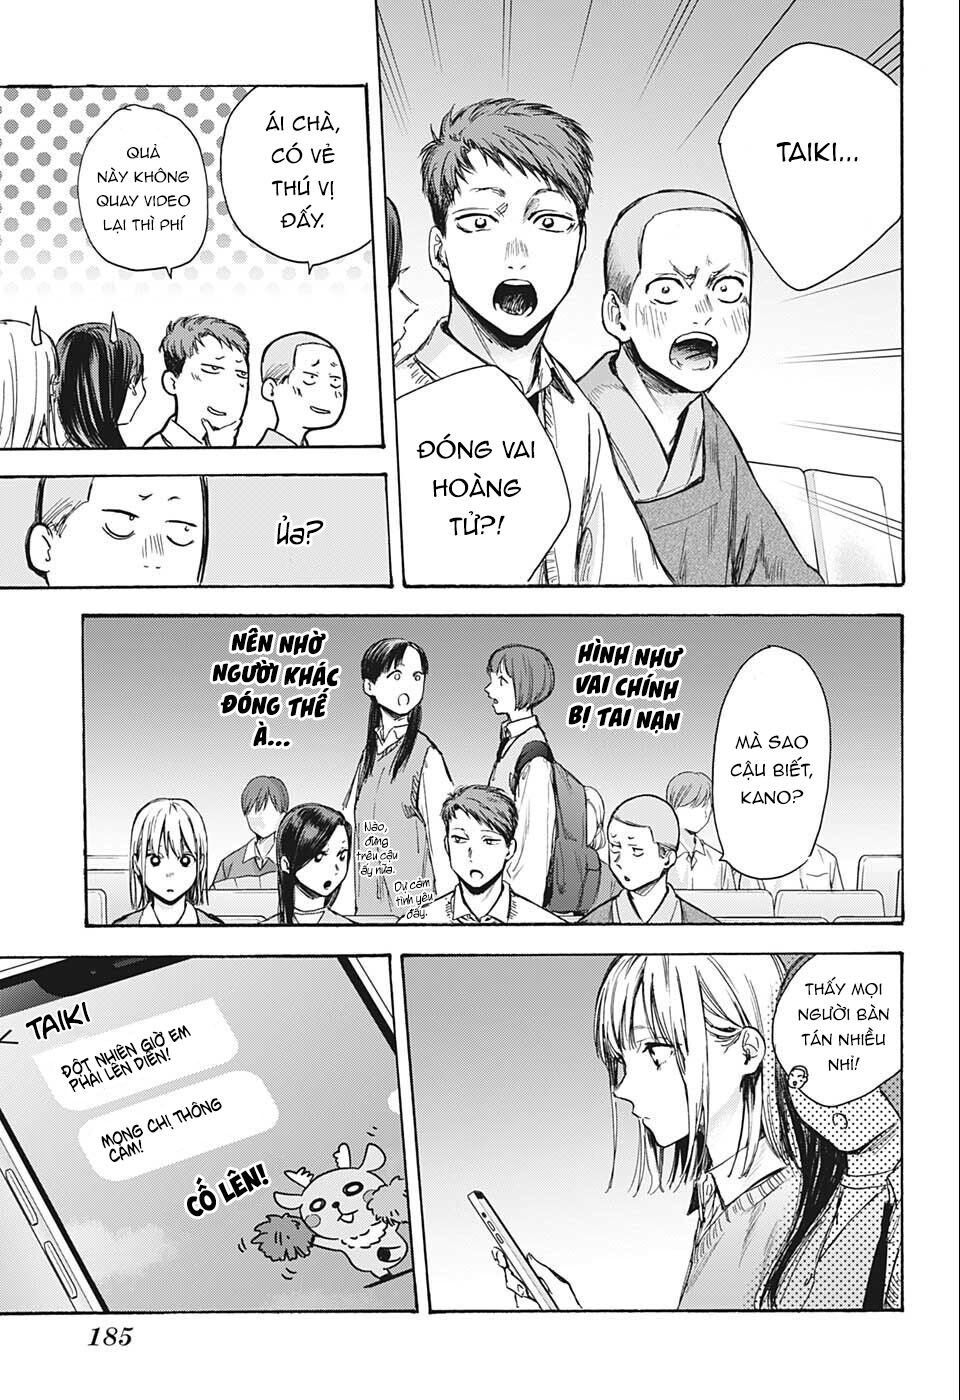 TAIKI...
ĐÓNG VAI
HOÀNG
TỬ?!
ÁI CHÀ,
CÓ VẺ
THÚ VỊ
ĐẤY.
QUẢ
NÀY KHÔNG
QUAY VIDEO
LẠI THÌ PHÍ
ủa?
MÀ SAO
CẬU BIẾT,
KANO?
HÌNH NHƯ
VAI CHÍNH
BỊ TAI NẠN
NÊN NHỜ
NGƯỜI KHÁC
ĐÓNG THẾ
À...
Dự cảm
tình yêu
đây.
Nào,
đừng
trêu cậu
ấy nữa.
THẤY MỌI
NGƯỜI BÀN
TÁN NHIỀU
NHỈ!
< TAIKI
ĐỘT NHIÊN GIỜ EM
PHẢI LÊN DIỄN!
MONG CHỊ THÔNG
CẢM!
CỐ LÊN!
185